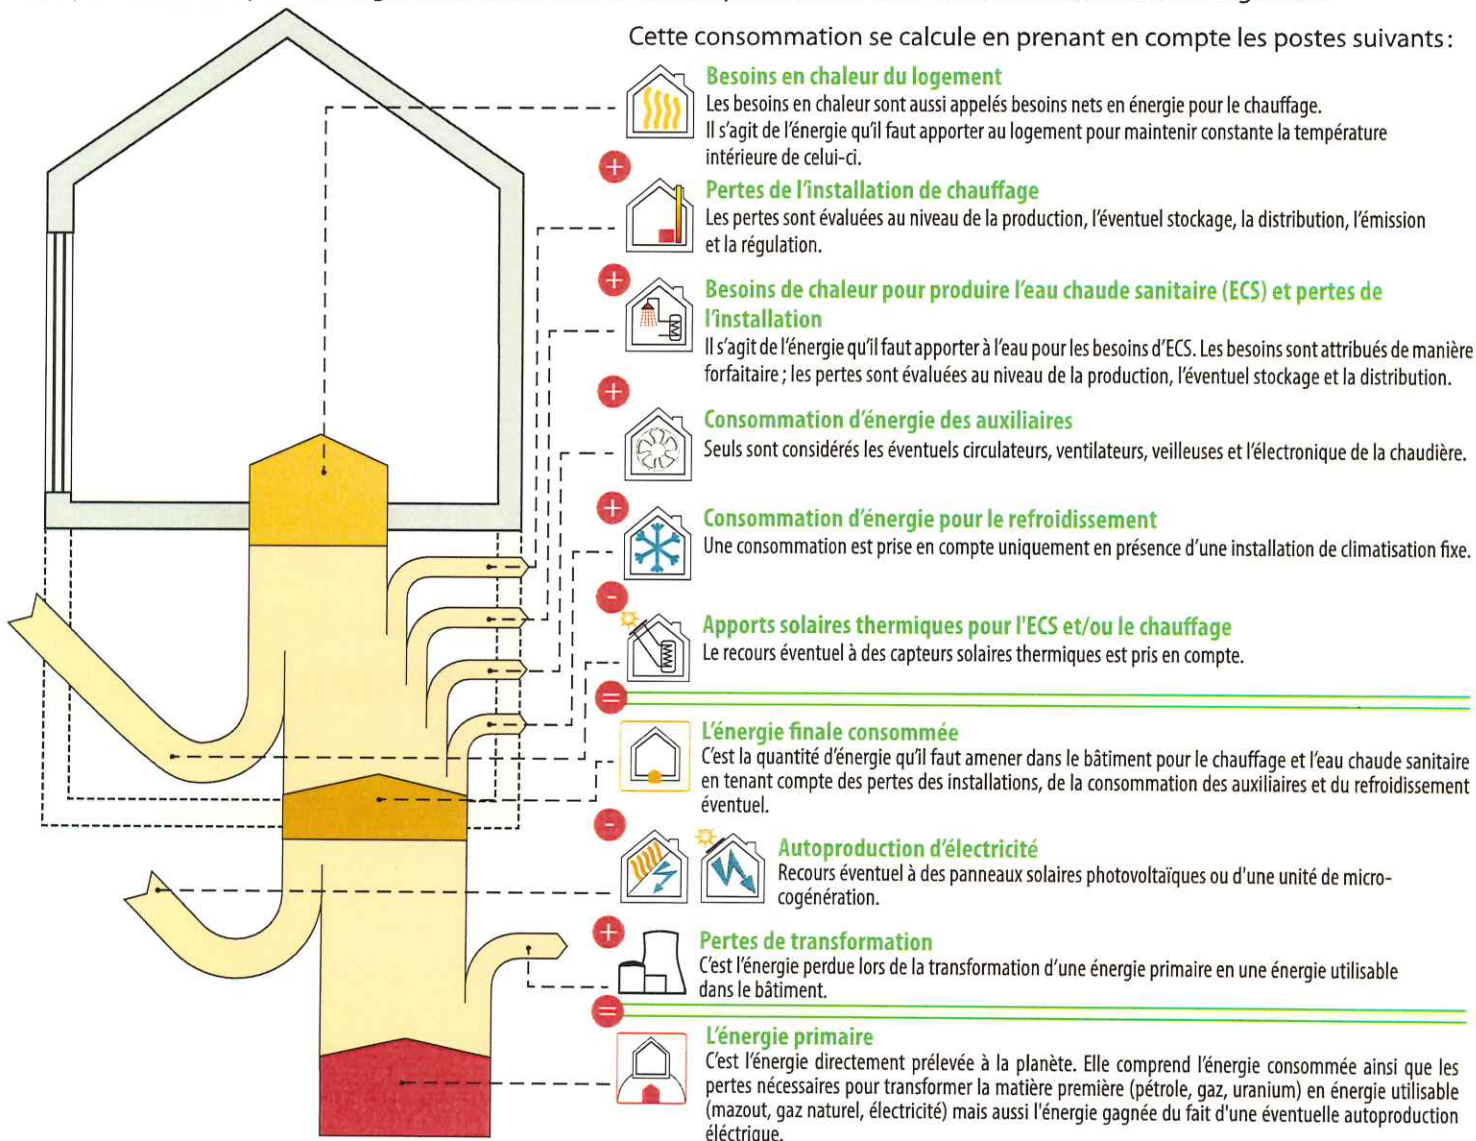 Cette consommation se calcule en prenant en compte les postes suivants :
Besoins en chaleur du logement
Les besoins en chaleur sont aussi appelés besoins nets en énergie pour le chauffage.
Il s'agit de l'énergie qu'il faut apporter au logement pour maintenir constante la température
intérieure de celui-ci.
+
Pertes de l'installation de chauffage
Les pertes sont évaluées au niveau de la production, l'éventuel stockage, la distribution, l'émission
et la régulation.
+
Besoins de chaleur pour produire l'eau chaude sanitaire (ECS) et pertes de
l'installation
Il s'agit de l'énergie qu'il faut apporter à l'eau pour les besoins d'ECS. Les besoins sont attribués de manière
forfaitaire ; les pertes sont évaluées au niveau de la production, l'éventuel stockage et la distribution.
+
Consommation d'énergie des auxiliaires
Seuls sont considérés les éventuels circulateurs, ventilateurs, veilleuses et l'électronique de la chaudière.
+
Consommation d'énergie pour le refroidissement
Une consommation est prise en compte uniquement en présence d'une installation de climatisation fixe.
-
Apports solaires thermiques pour l'ECS et/ou le chauffage
Le recours éventuel à des capteurs solaires thermiques est pris en compte.
=
L'énergie finale consommée
C'est la quantité d'énergie qu'il faut amener dans le bâtiment pour le chauffage et l'eau chaude sanitaire
en tenant compte des pertes des installations, de la consommation des auxiliaires et du refroidissement
éventuel.
-
Autoproduction d'électricité
Recours éventuel à des panneaux solaires photovoltaïques ou d'une unité de micro-
cogénération.
+
Pertes de transformation
C'est l'énergie perdue lors de la transformation d'une énergie primaire en une énergie utilisable
dans le bâtiment.
=
L'énergie primaire
C'est l'énergie directement prélevée à la planète. Elle comprend l'énergie consommée ainsi que les
pertes nécessaires pour transformer la matière première (pétrole, gaz, uranium) en énergie utilisable
(mazout, gaz naturel, électricité) mais aussi l'énergie gagnée du fait d'une éventuelle autoproduction
éléctrique.